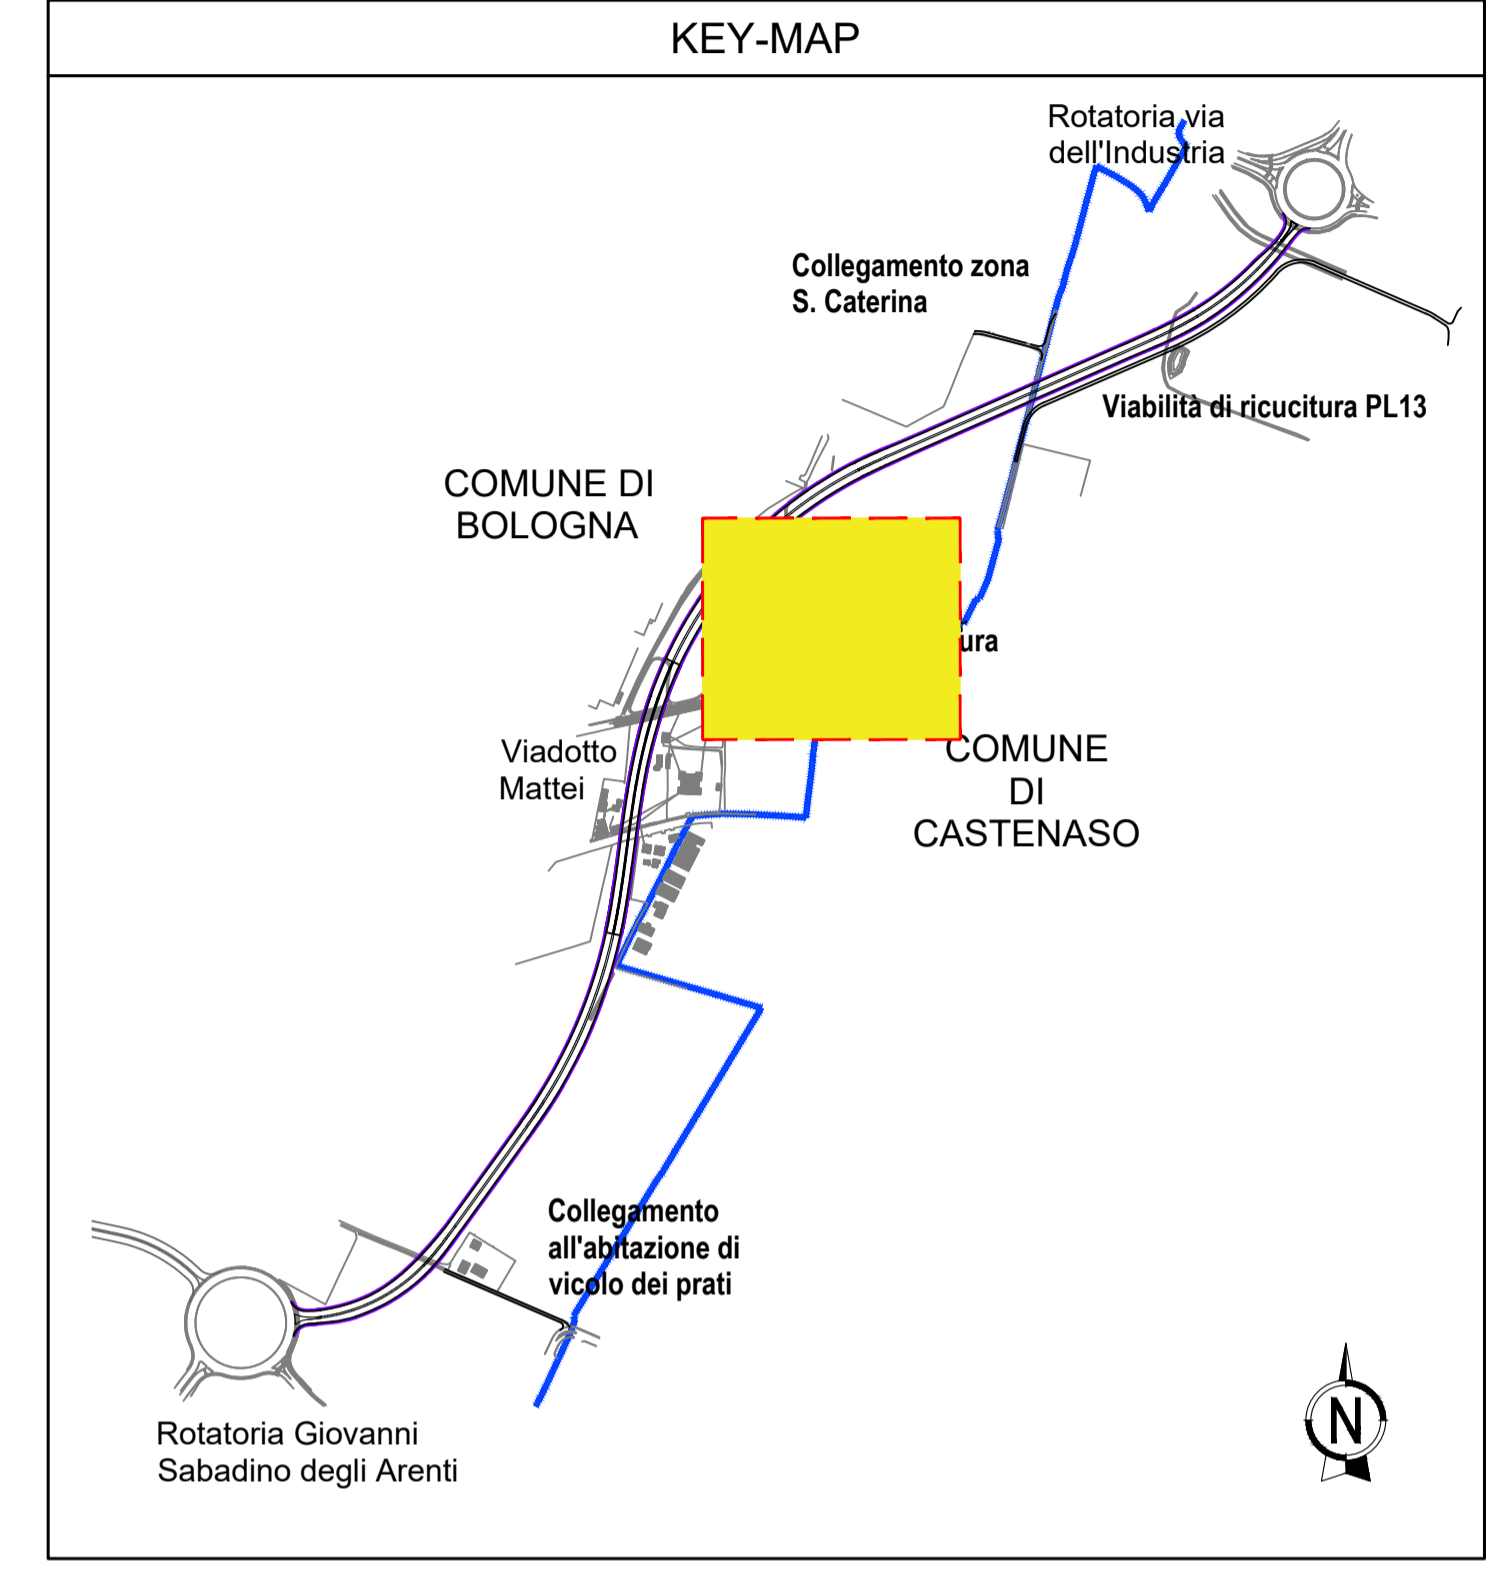 KEY-MAP
Rotatoria via
dell'Industria
Collegamento zona
S. Caterina
Viabilità di ricucitura PL13
COMUNE DI
BOLOGNA
ura
Viadotto
Mattei
COMUNE
DI
CASTENASO
Collegamento
all'abitazione di
vicolo dei prati
Rotatoria Giovanni
Sabadino degli Arenti
N